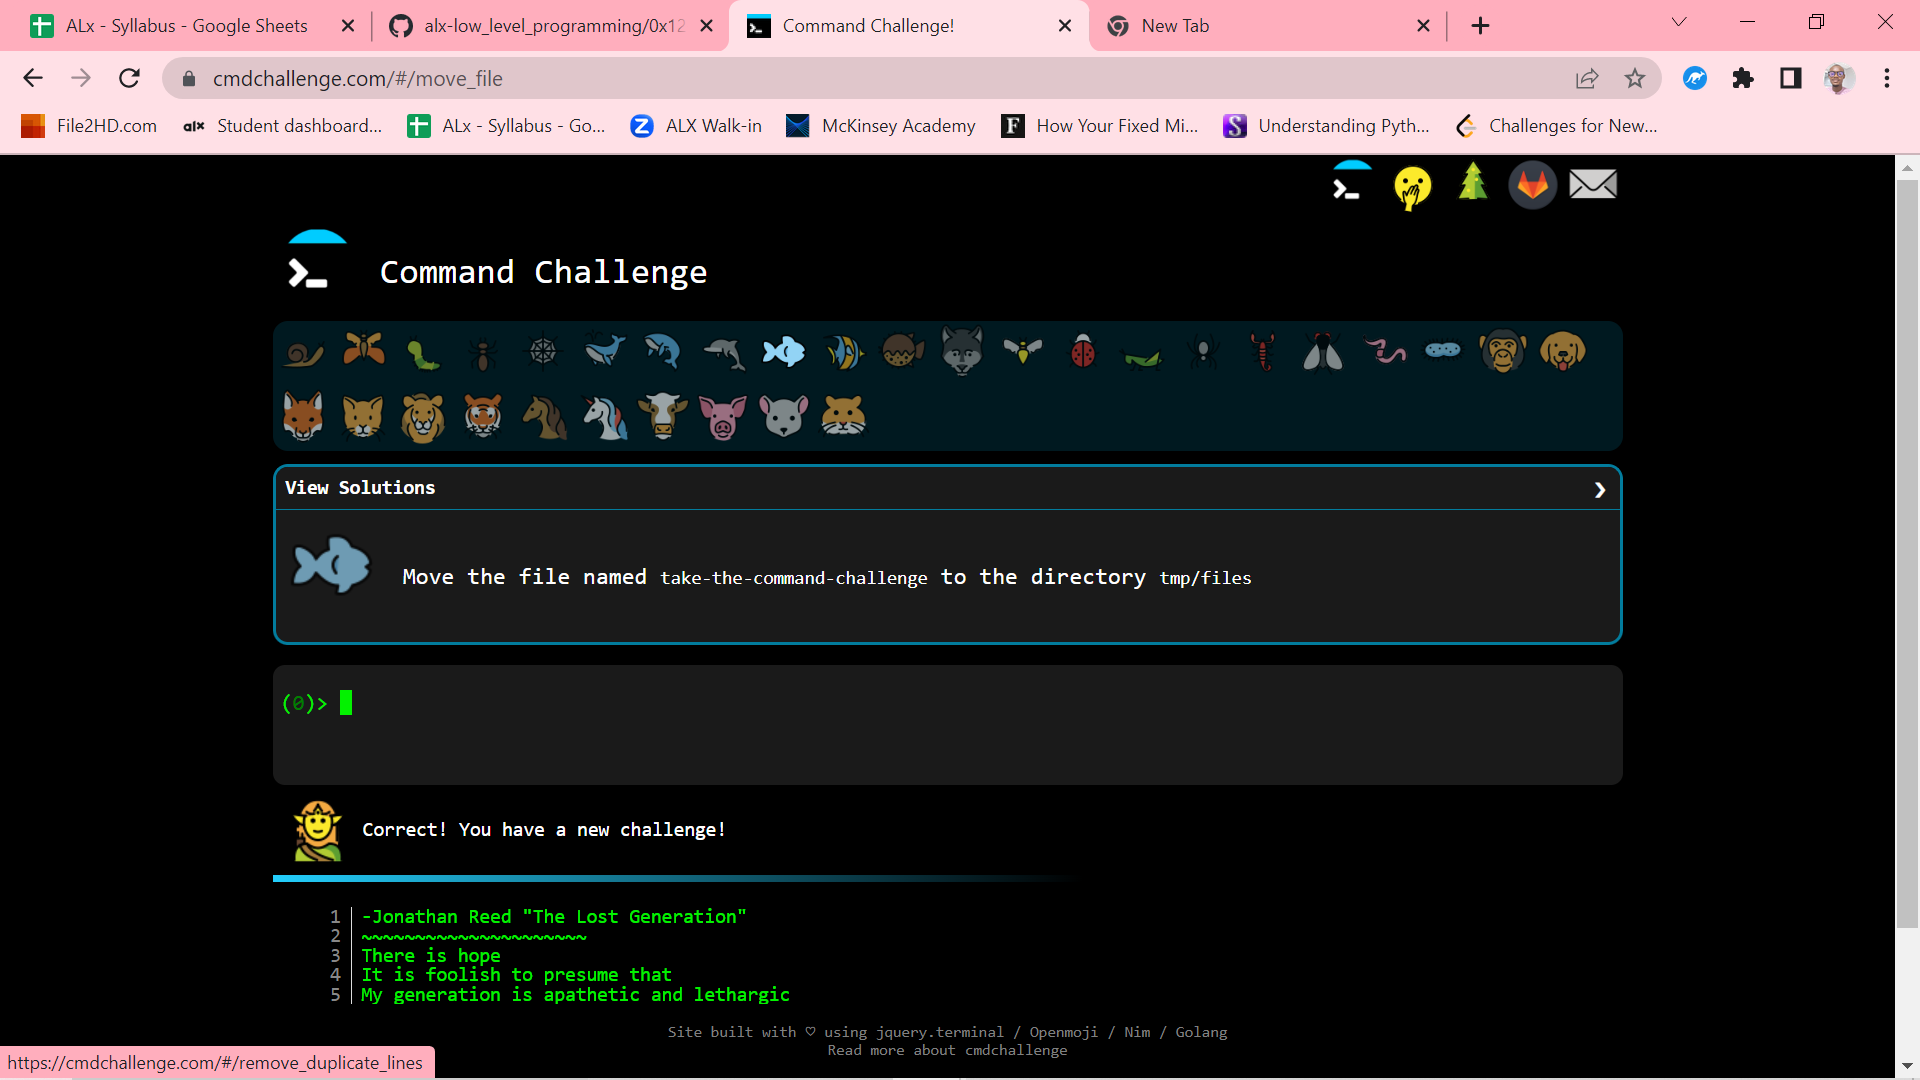 ALx - Syllabus - Google Sheets
alx-low_level_programming/0x12
Command Challenge!
New Tab
cmdchallenge.com/#/move_file
File2HD.com
alx Student dashboard...
ALx - Syllabus - Go...
ALX Walk-in
McKinsey Academy
F How Your Fixed Mi...
S Understanding Pyth...
Challenges for New...
Command Challenge
View Solutions
Move the file named take-the-command-challenge to the directory tmp/files
(0)>
Correct! You have a new challenge!
1 -Jonathan Reed "The Lost Generation"
2 ~~~~~~~~~~~~~~~~~~~~~
3 There is hope
4 It is foolish to presume that
5 My generation is apathetic and lethargic
Site built with ♡ using jquery.terminal / Openmoji / Nim / Golang
Read more about cmdchallenge
https://cmdchallenge.com/#/remove_duplicate_lines